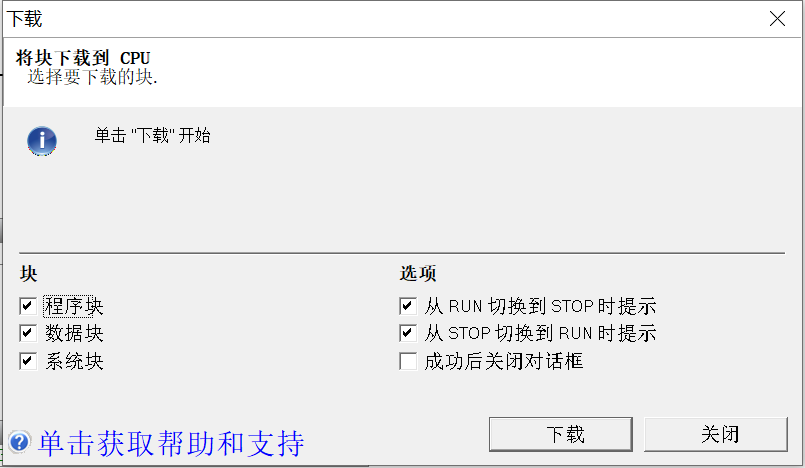 下载
将块下载到 CPU
选择要下载的块.
单击 "下载" 开始
块
选项
程序块
从 RUN 切换到 STOP 时提示
数据块
从 STOP 切换到 RUN 时提示
系统块
成功后关闭对话框
单击获取帮助和支持
下载
关闭